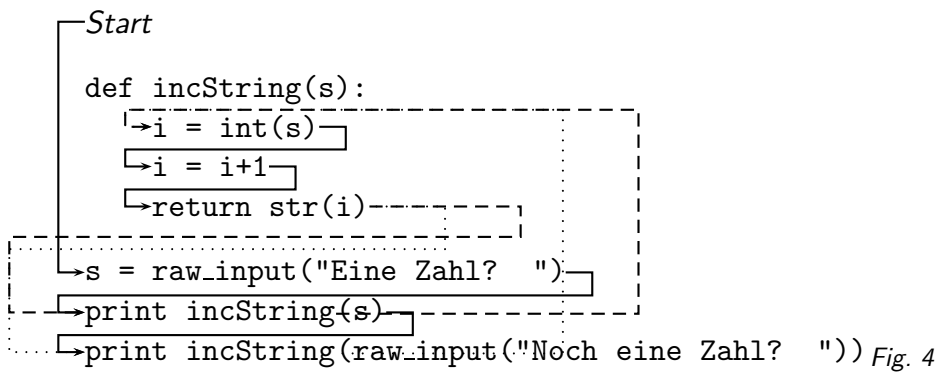 Start
def incString(s):
i = int(s)
i = i+1
return str(i)
s = raw_input("Eine Zahl?  ")
print incString(s)
print incString(raw_input("Noch eine Zahl?  ")) Fig. 4